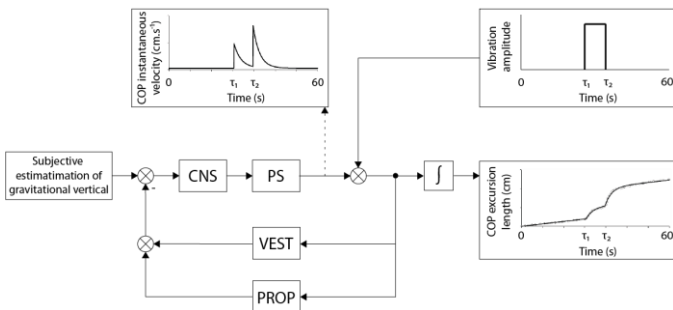 COP instantaneous
velocity (cm.s⁻¹)
0
τ₁
τ₂
60
Time (s)
Vibration
amplitude
0
τ₁
τ₂
60
Time (s)
Subjective
estimatimation of
gravitational vertical
-
CNS
PS
∫
COP excursion
length (cm)
0
τ₁
τ₂
60
Time (s)
VEST
PROP